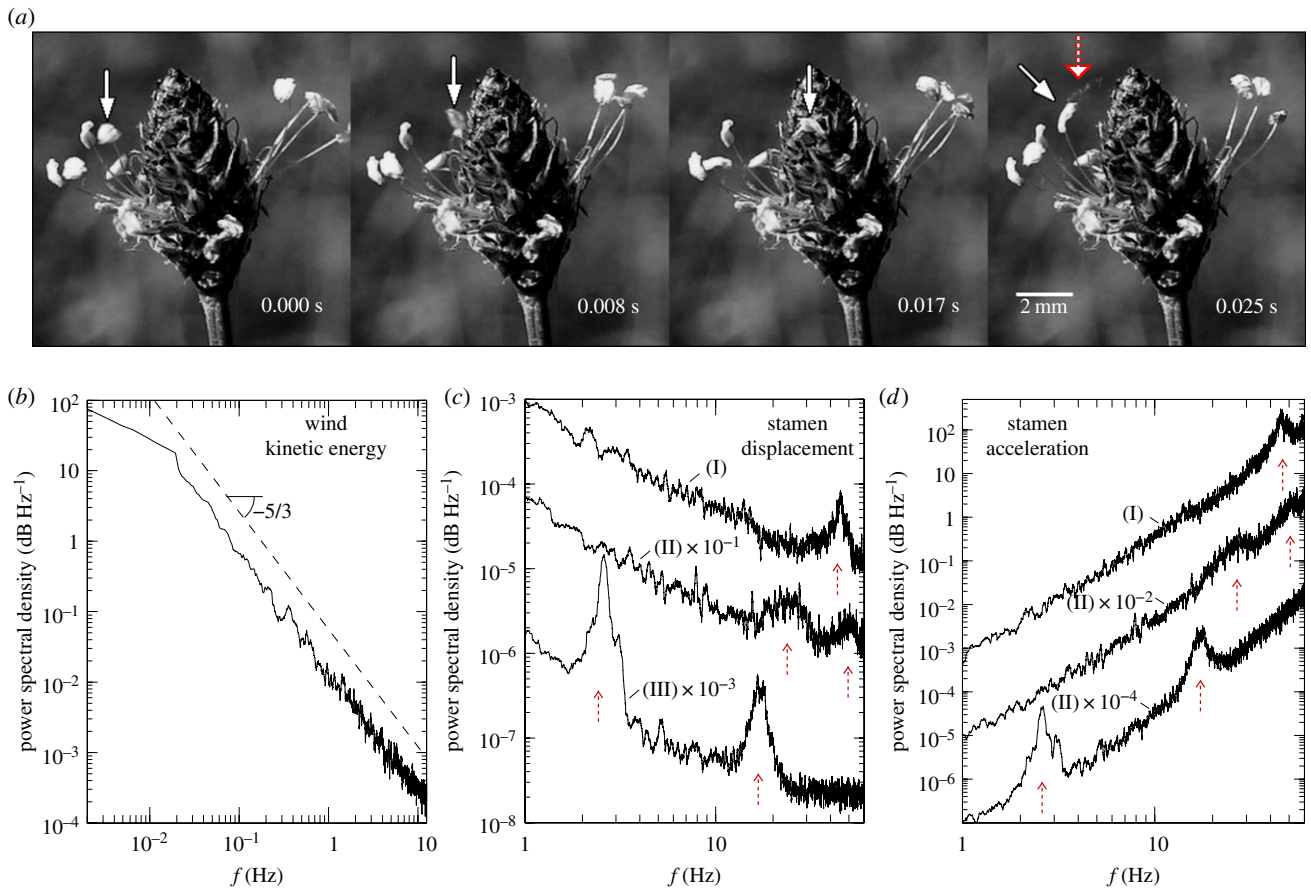 (a)
0.000 s
0.008 s
0.017 s
2 mm
0.025 s
(b)
10²
10
1
10⁻¹
10⁻²
10⁻³
10⁻⁴
power spectral density (dB Hz⁻¹)
wind
kinetic energy
−5/3
10⁻²
10⁻¹
1
10
f (Hz)
(c)
10⁻³
10⁻⁴
10⁻⁵
10⁻⁶
10⁻⁷
10⁻⁸
power spectral density (dB Hz⁻¹)
stamen
displacement
(I)
(II) × 10⁻¹
(III) × 10⁻³
1
10
f (Hz)
(d)
10²
10
1
10⁻¹
10⁻²
10⁻³
10⁻⁴
10⁻⁵
10⁻⁶
power spectral density (dB Hz⁻¹)
stamen
acceleration
(I)
(II) × 10⁻²
(II) × 10⁻⁴
1
10
f (Hz)